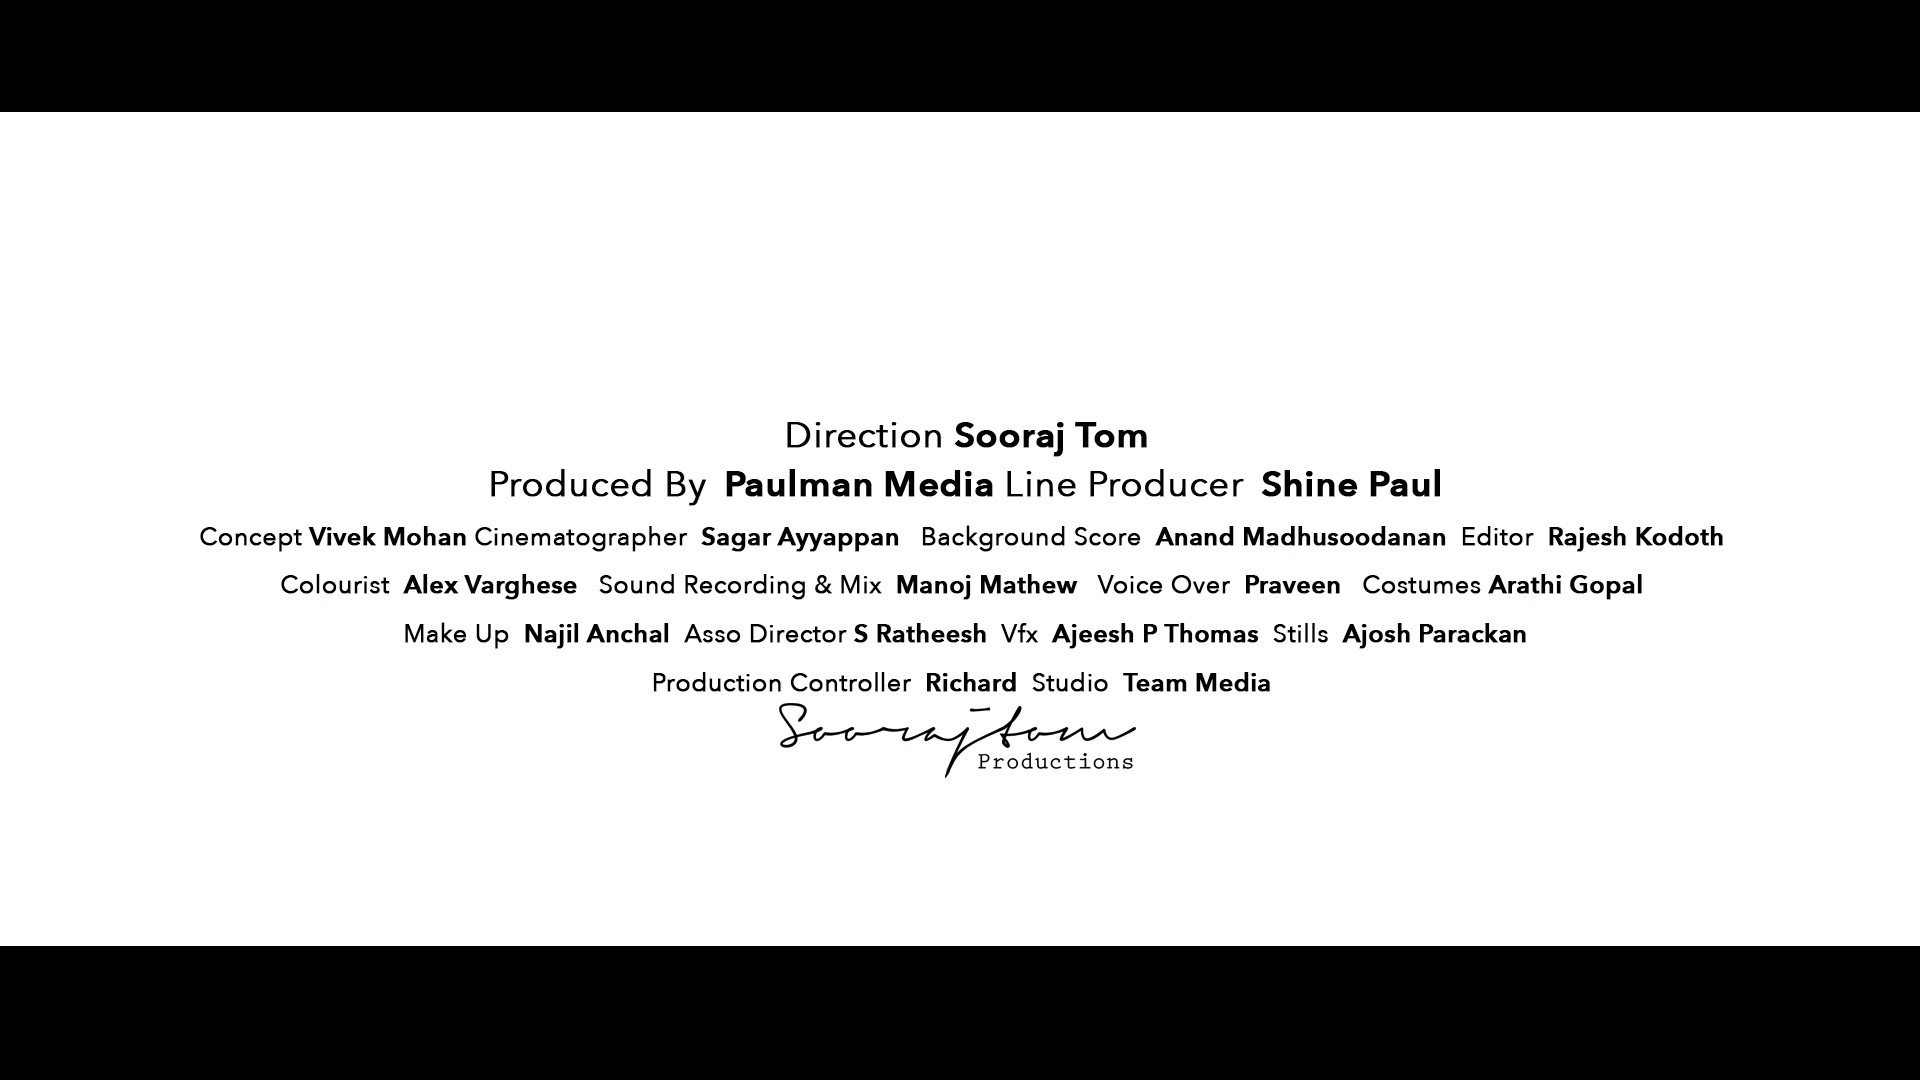 Direction Sooraj Tom
Produced By Paulman Media Line Producer Shine Paul
Concept Vivek Mohan Cinematographer Sagar Ayyappan Background Score Anand Madhusoodanan Editor Rajesh Kodoth
Colourist Alex Varghese Sound Recording & Mix Manoj Mathew Voice Over Praveen Costumes Arathi Gopal
Make Up Najil Anchal Asso Director S Ratheesh Vfx Ajeesh P Thomas Stills Ajosh Parackan
Production Controller Richard Studio Team Media
Soorajtom
Productions